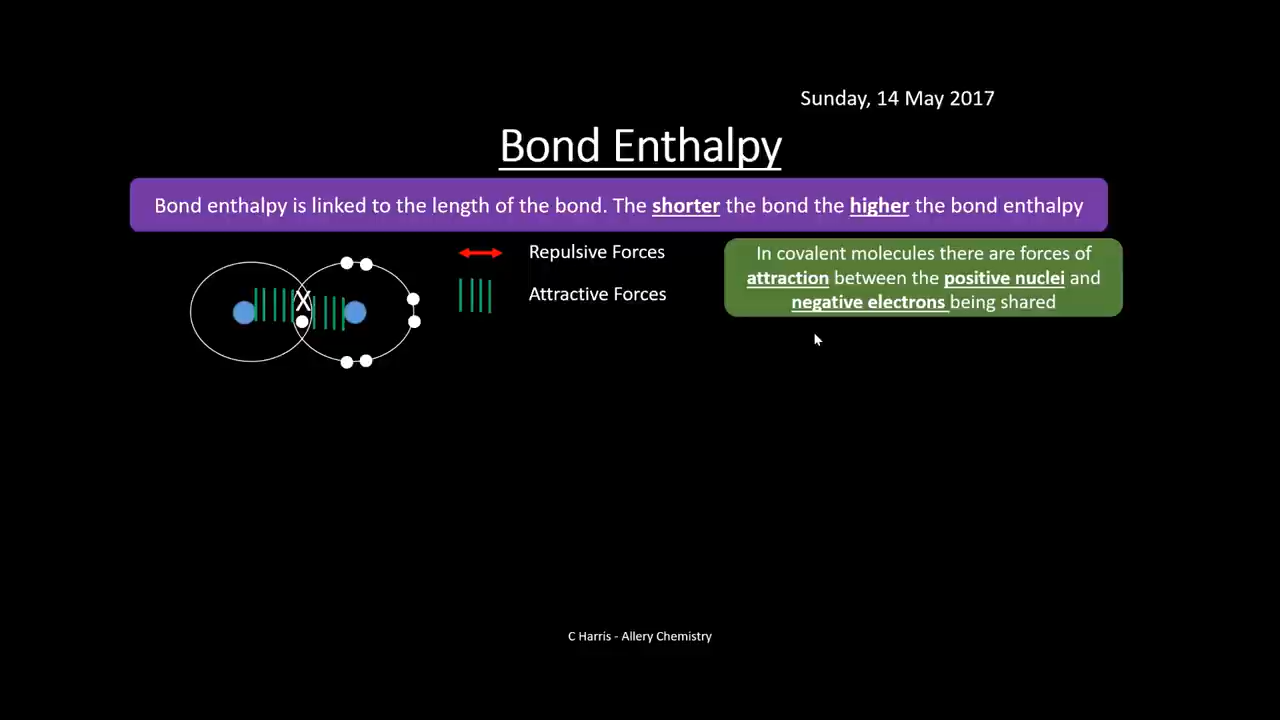 Sunday, 14 May 2017
Bond Enthalpy
Bond enthalpy is linked to the length of the bond. The shorter the bond the higher the bond enthalpy
Repulsive Forces
Attractive Forces
In covalent molecules there are forces of
attraction between the positive nuclei and
negative electrons being shared
X
C Harris - Allery Chemistry